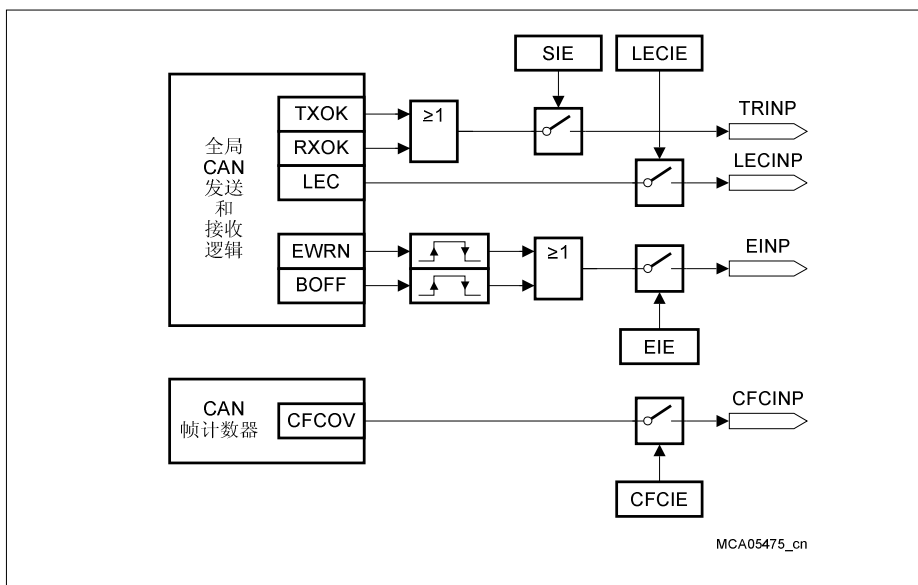 SIE
LECIE
TXOK
≥1
TRINP
RXOK
LECINP
LEC
全局
CAN
发送
和
接收
逻辑
EWRN
≥1
EINP
BOFF
EIE
CAN
帧计数器
CFCOV
CFCINP
CFCIE
MCA05475_cn